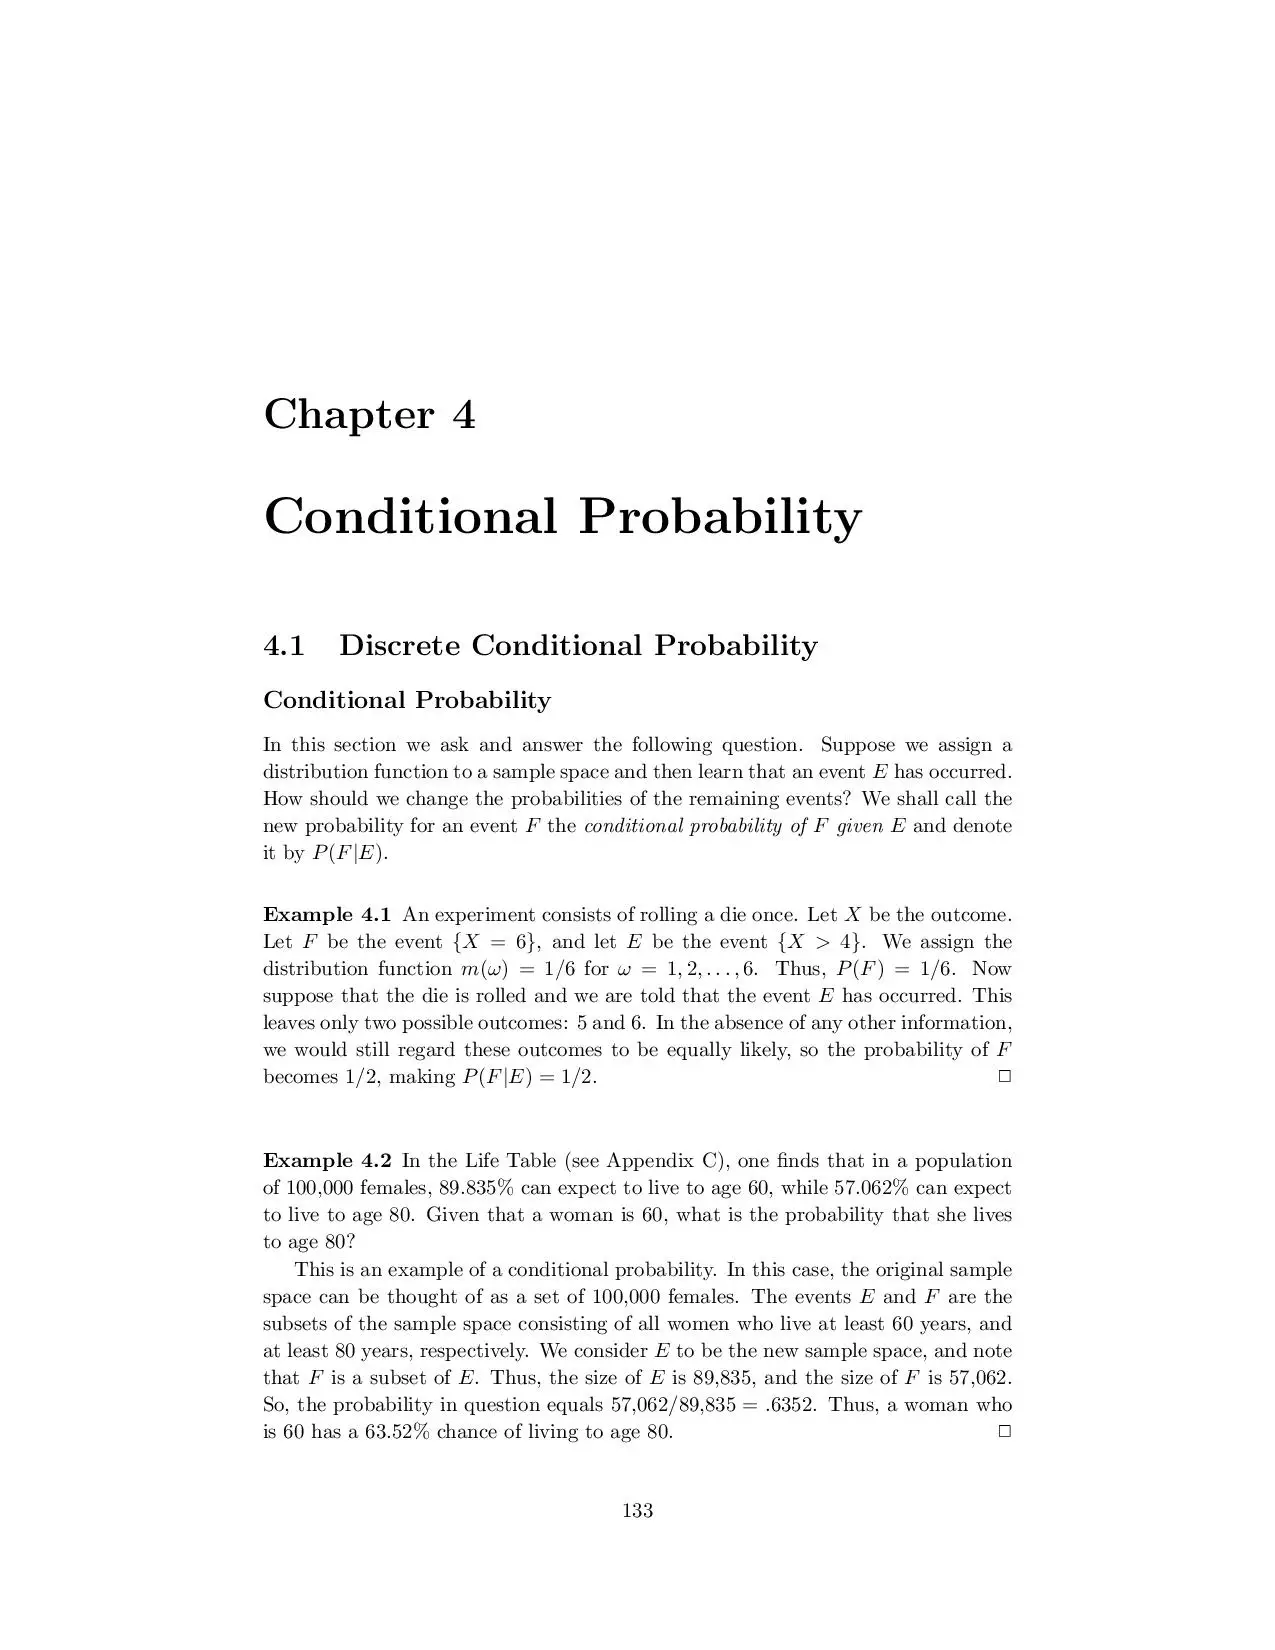 Chapter 4
Conditional Probability
4.1 Discrete Conditional Probability
Conditional Probability
In this section we ask and answer the following question. Suppose we assign a
distribution function to a sample space and then learn that an event E has occurred.
How should we change the probabilities of the remaining events? We shall call the
new probability for an event F the conditional probability of F given E and denote
it by P(F|E).
Example 4.1 An experiment consists of rolling a die once. Let X be the outcome.
Let F be the event {X = 6}, and let E be the event {X > 4}. We assign the
distribution function m(ω) = 1/6 for ω = 1, 2, . . . , 6. Thus, P(F) = 1/6. Now
suppose that the die is rolled and we are told that the event E has occurred. This
leaves only two possible outcomes: 5 and 6. In the absence of any other information,
we would still regard these outcomes to be equally likely, so the probability of F
becomes 1/2, making P(F|E) = 1/2. □
Example 4.2 In the Life Table (see Appendix C), one finds that in a population
of 100,000 females, 89.835% can expect to live to age 60, while 57.062% can expect
to live to age 80. Given that a woman is 60, what is the probability that she lives
to age 80?
This is an example of a conditional probability. In this case, the original sample
space can be thought of as a set of 100,000 females. The events E and F are the
subsets of the sample space consisting of all women who live at least 60 years, and
at least 80 years, respectively. We consider E to be the new sample space, and note
that F is a subset of E. Thus, the size of E is 89,835, and the size of F is 57,062.
So, the probability in question equals 57,062/89,835 = .6352. Thus, a woman who
is 60 has a 63.52% chance of living to age 80. □
133